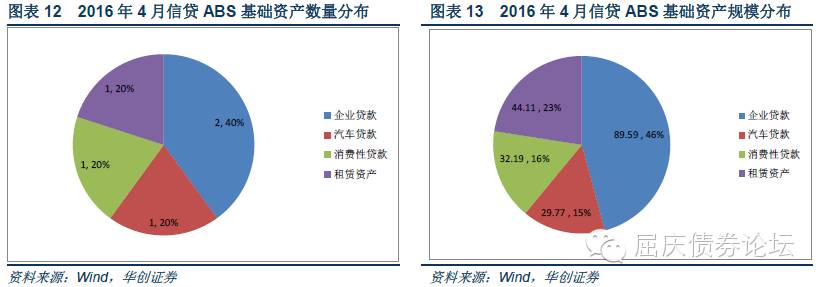 图表 12 2016 年 4 月信贷 ABS 基础资产数量分布
1, 20%
2, 40%
1, 20%
1, 20%
企业贷款
汽车贷款
消费性贷款
租赁资产
资料来源：Wind，华创证券
图表 13 2016 年 4 月信贷 ABS 基础资产规模分布
44.11 , 23%
89.59 , 46%
32.19 , 16%
29.77 , 15%
企业贷款
汽车贷款
消费性贷款
租赁资产
屈庆债券论坛
资料来源：Wind，华创证券